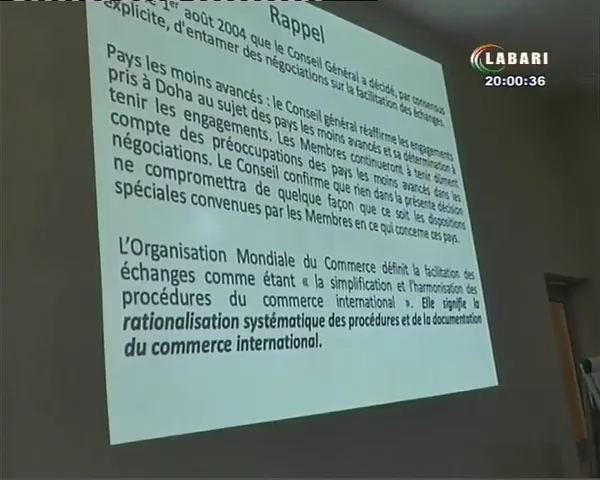 Rappel
1er août 2004 que le Conseil Général a décidé, par consensus
explicite, d'entamer des négociations sur la facilitation des échanges.
Pays les moins avancés : le Conseil général réaffirme les engagements
pris à Doha au sujet des pays les moins avancés et sa détermination à
tenir les engagements. Les Membres continueront à tenir dûment
compte des préoccupations des pays les moins avancés dans les
négociations. Le Conseil confirme que rien dans la présente décision
ne compromettra de quelque façon que ce soit les dispositions
spéciales convenues par les Membres en ce qui concerne ces pays.
L'Organisation Mondiale du Commerce définit la facilitation des
échanges comme étant « la simplification et l'harmonisation des
procédures du commerce international ». Elle signifie la
rationalisation systématique des procédures et de la documentation
du commerce international.
LABARI
20:00:36